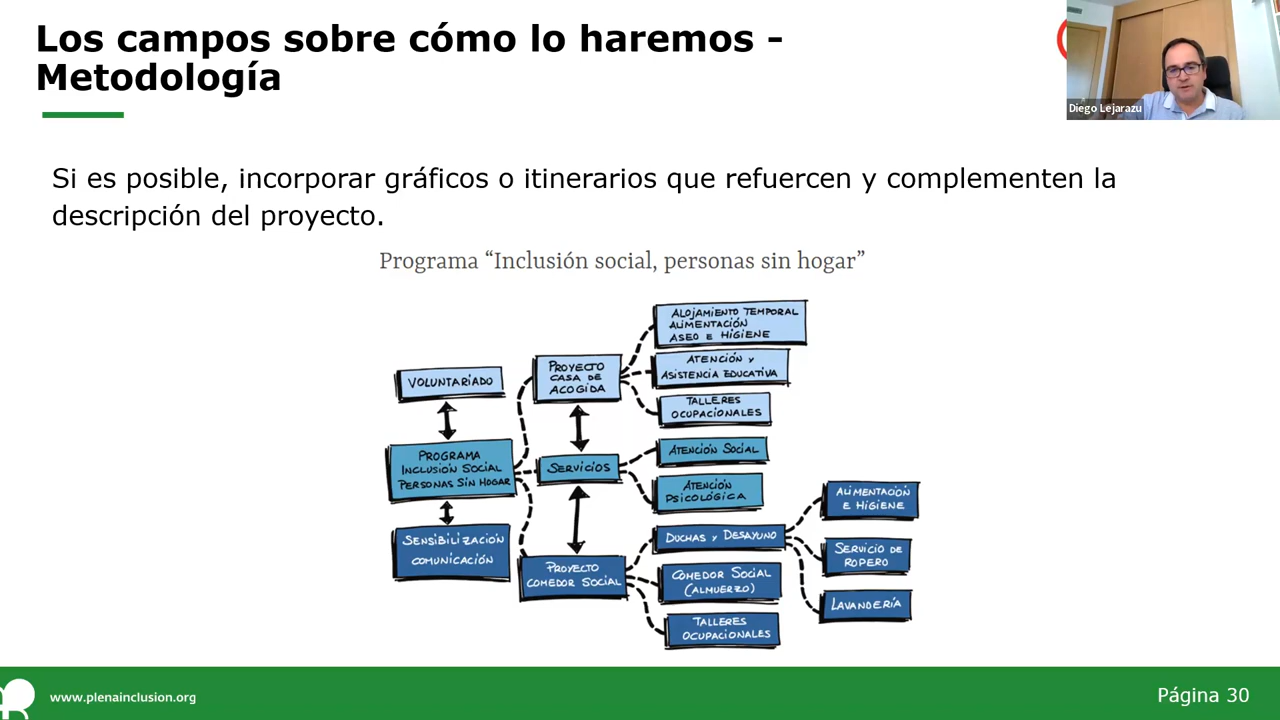 Los campos sobre cómo lo haremos -
Metodología
Diego Lejarazu
Si es posible, incorporar gráficos o itinerarios que refuercen y complementen la
descripción del proyecto.
Programa “Inclusión social, personas sin hogar”
VOLUNTARIADO
PROGRAMA
INCLUSIÓN SOCIAL
PERSONAS SIN HOGAR
SENSIBILIZACIÓN
COMUNICACIÓN
PROYECTO
CASA DE
ACOGIDA
SERVICIOS
PROYECTO
COMEDOR SOCIAL
ALOJAMIENTO TEMPORAL
ALIMENTACIÓN
ASEO E HIGIENE
ATENCIÓN Y
ASISTENCIA EDUCATIVA
TALLERES
OCUPACIONALES
ATENCIÓN SOCIAL
ATENCIÓN
PSICOLÓGICA
DUCHAS Y DESAYUNO
COMEDOR SOCIAL
(ALMUERZO)
TALLERES
OCUPACIONALES
ALIMENTACIÓN
E HIGIENE
SERVICIO DE
ROPERO
LAVANDERÍA
www.plenainclusion.org
Página 30